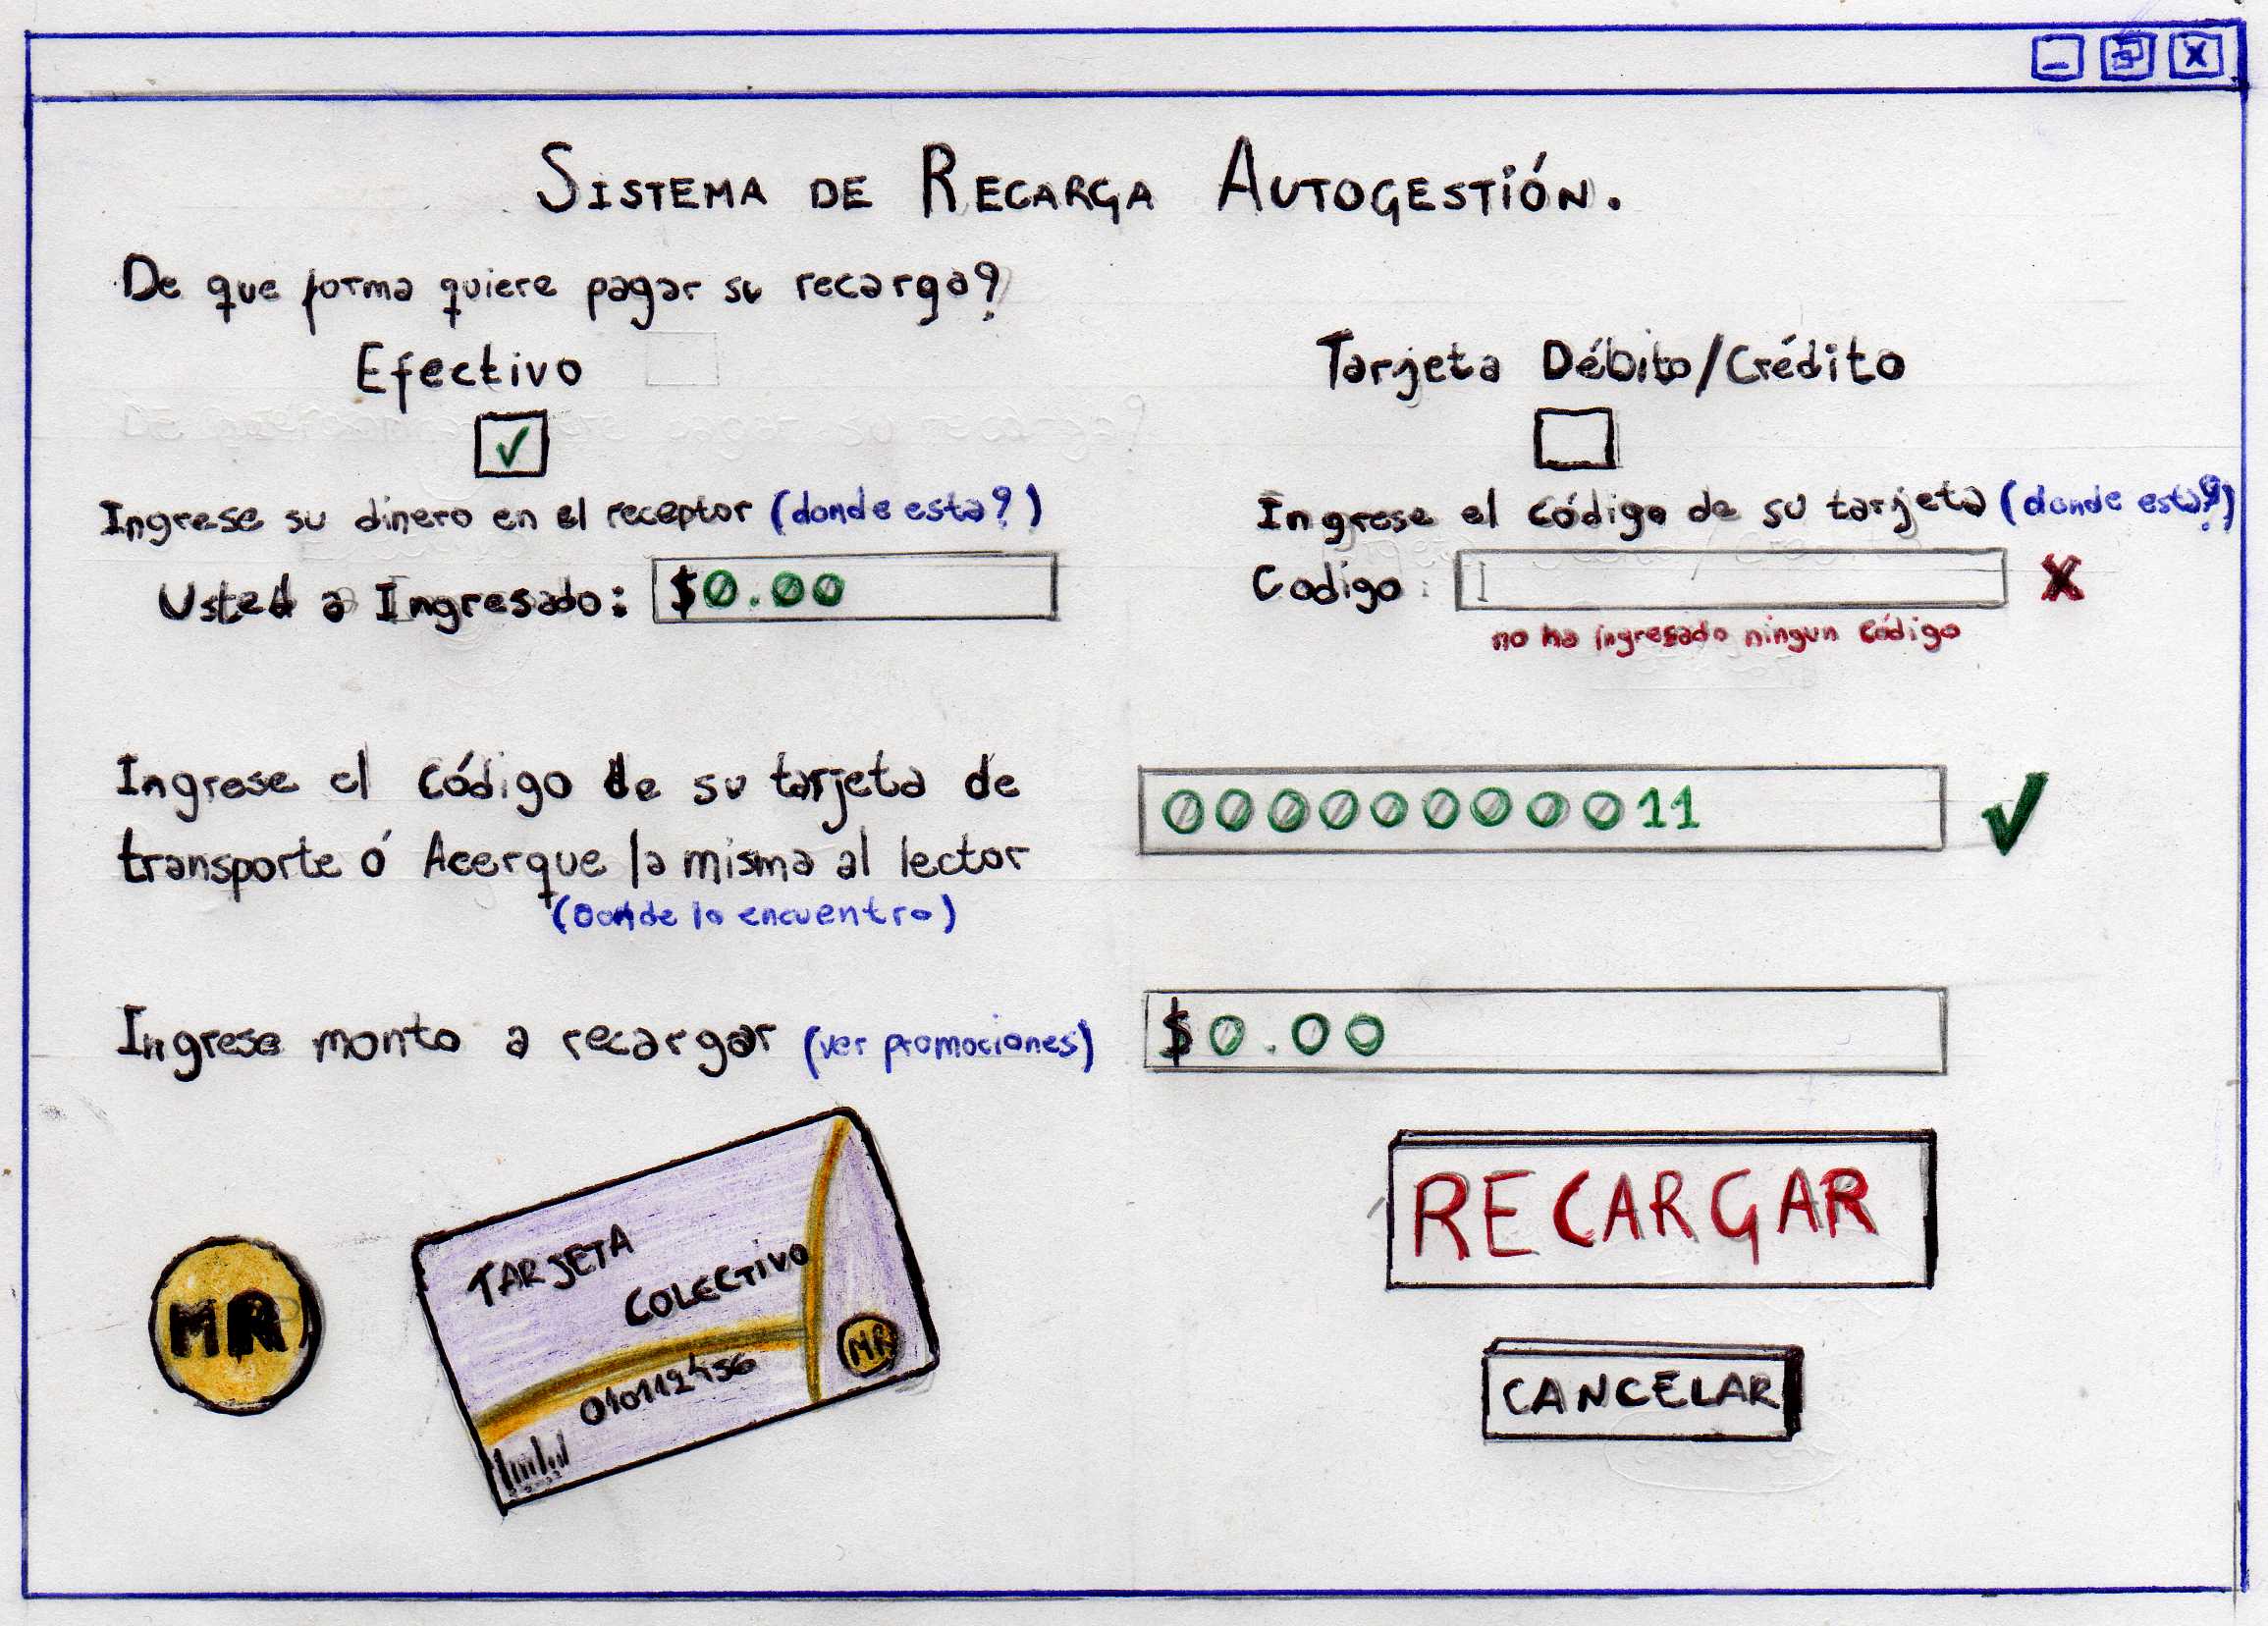 SISTEMA DE RECARGA AUTOGESTIÓN.
De que forma quiere pagar su recarga?
Efectivo
Tarjeta Débito/Crédito
Ingrese su dinero en el receptor (donde esta?)
Ingrese el código de su tarjeta (donde esta?)
Usted a Ingresado: $0.00
Codigo: X
no ha ingresado ningun código
Ingrese el código de su tarjeta de
transporte ó Acerque la misma al lector
(Donde lo encuentro)
000000000011
Ingrese monto a recargar (ver promociones)
$0.00
RECARGAR
CANCELAR
MR
TARJETA
COLECTIVO
MR